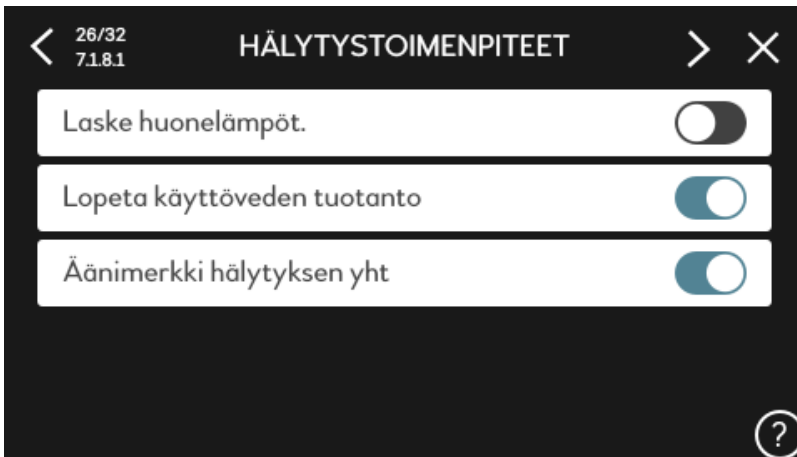 26/32
7.1.8.1
HÄLYTYSTOIMENPITEET
Laske huonelämpöt.
Lopeta käyttöveden tuotanto
Äänimerkki hälytyksen yht
?